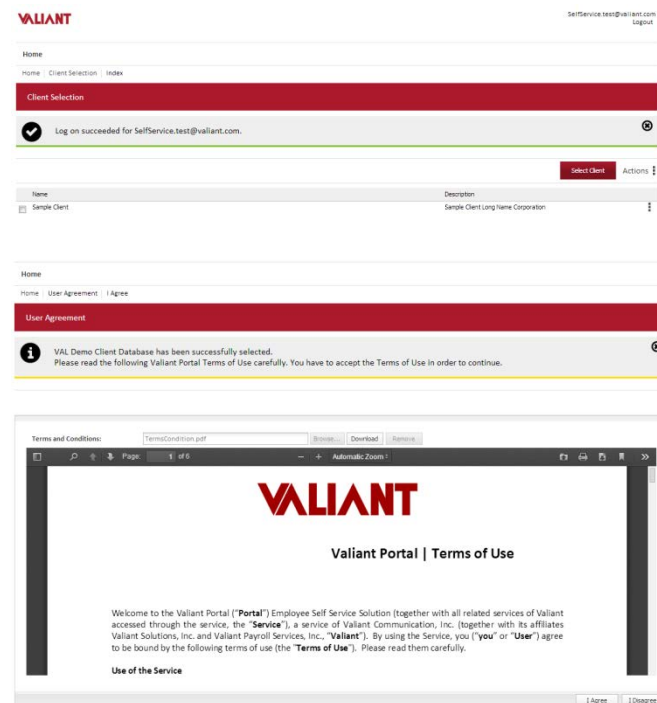 VALIANT
SelfService.test@valiant.com
Logout
Home
Home | Client Selection | Index
Client Selection
Log on succeeded for SelfService.test@valiant.com.
Select Client Actions
Name Description
Sample Client Sample Client Long Name Corporation
Home
Home | User Agreement | I Agree
User Agreement
VAL Demo Client Database has been successfully selected.
Please read the following Valiant Portal Terms of Use carefully. You have to accept the Terms of Use in order to continue.
Terms and Conditions: TermsCondition.pdf Browse... Download Remove
Page: 1 of 6 − + Automatic Zoom
VALIANT
Valiant Portal | Terms of Use
Welcome to the Valiant Portal ("Portal") Employee Self Service Solution (together with all related services of Valiant
accessed through the service, the "Service"), a service of Valiant Communication, Inc. (together with its affiliates
Valiant Solutions, Inc. and Valiant Payroll Services, Inc., "Valiant"). By using the Service, you ("you" or "User") agree
to be bound by the following terms of use (the "Terms of Use"). Please read them carefully.
Use of the Service
I Agree I Disagree